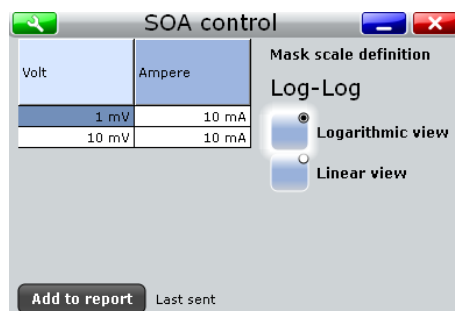 SOA control
Mask scale definition
Volt Ampere
Log-Log
1 mV 10 mA
10 mV 10 mA
Logarithmic view
Linear view
Add to report Last sent